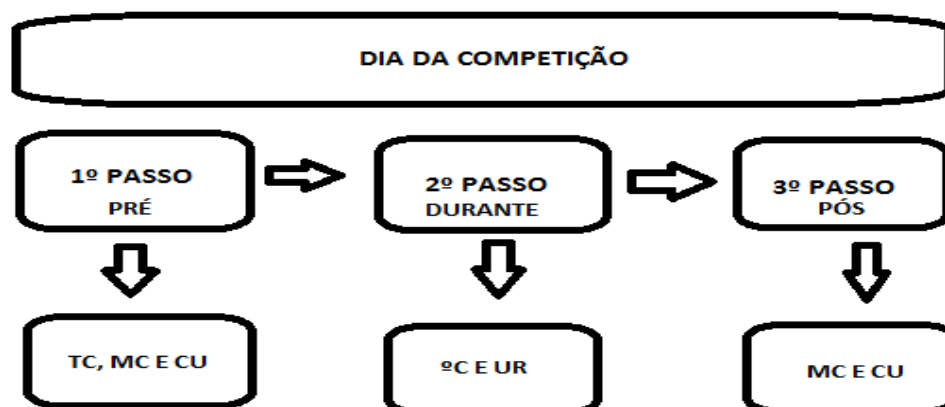 DIA DA COMPETIÇÃO
1º PASSO
PRÉ
2º PASSO
DURANTE
3º PASSO
PÓS
TC, MC E CU
ºC E UR
MC E CU